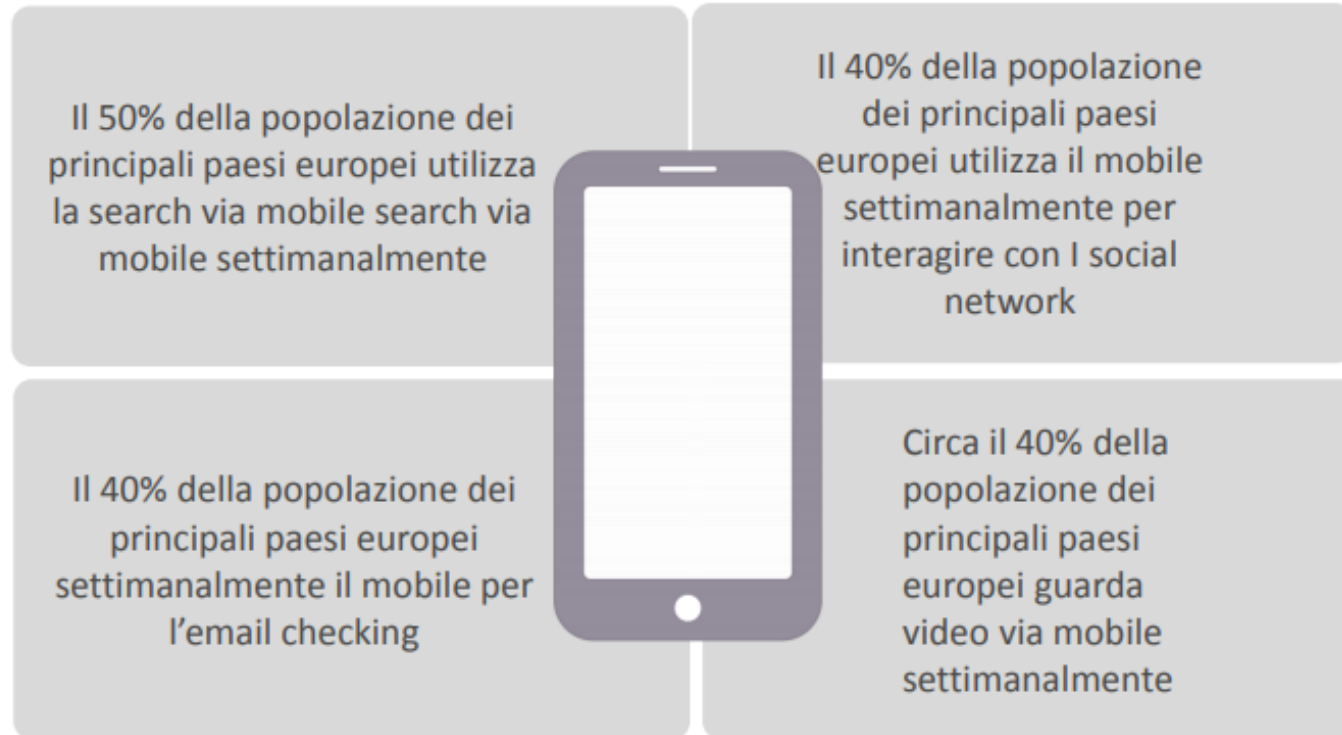 Il 50% della popolazione dei
principali paesi europei utilizza
la search via mobile search via
mobile settimanalmente
Il 40% della popolazione
dei principali paesi
europei utilizza il mobile
settimanalmente per
interagire con I social
network
Il 40% della popolazione dei
principali paesi europei
settimanalmente il mobile per
l’email checking
Circa il 40% della
popolazione dei
principali paesi
europei guarda
video via mobile
settimanalmente